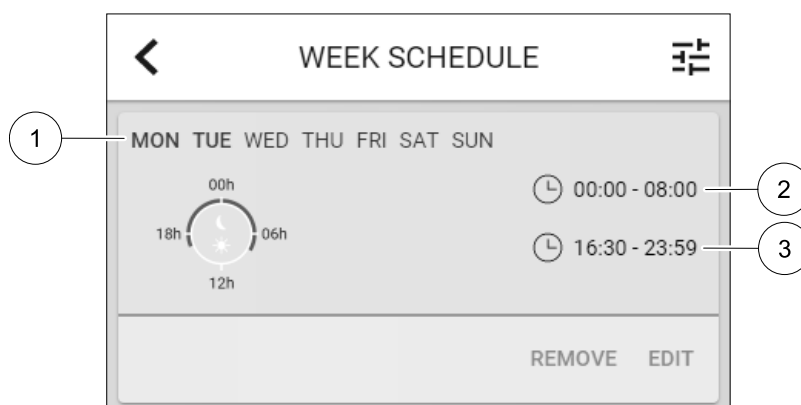 WEEK SCHEDULE
1
MON TUE WED THU FRI SAT SUN
00h
18h
06h
12h
00:00 - 08:00
2
16:30 - 23:59
3
REMOVE EDIT